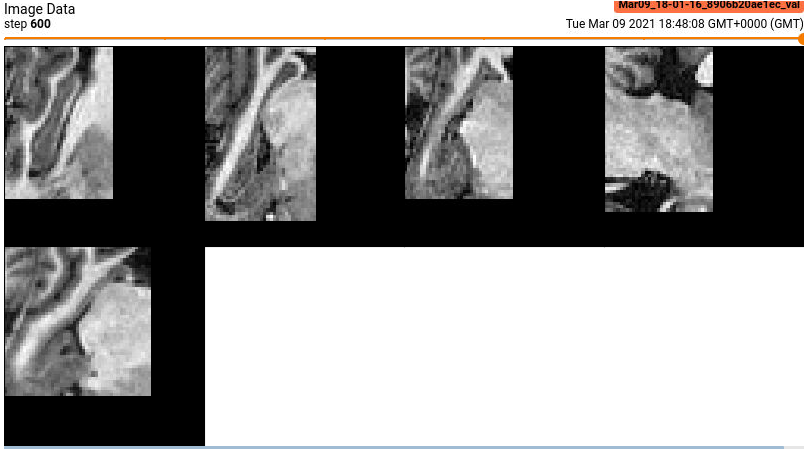 Image Data
Mar09_18-01-16_8906b20ae1ec_val
step 600
Tue Mar 09 2021 18:48:08 GMT+0000 (GMT)